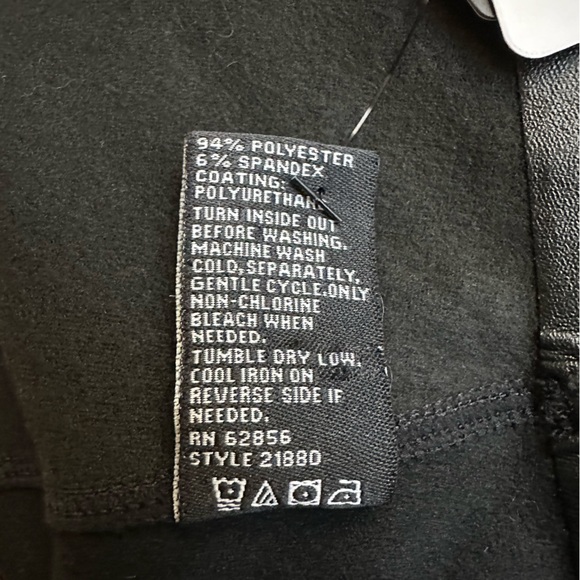 94% POLYESTER
6% SPANDEX
COATING:
POLYURETHANE
TURN INSIDE OUT
BEFORE WASHING.
MACHINE WASH
COLD,SEPARATELY,
GENTLE CYCLE.ONLY
NON-CHLORINE
BLEACH WHEN
NEEDED.
TUMBLE DRY LOW.
COOL IRON ON
REVERSE SIDE IF
NEEDED.
RN 62856
STYLE 2188D